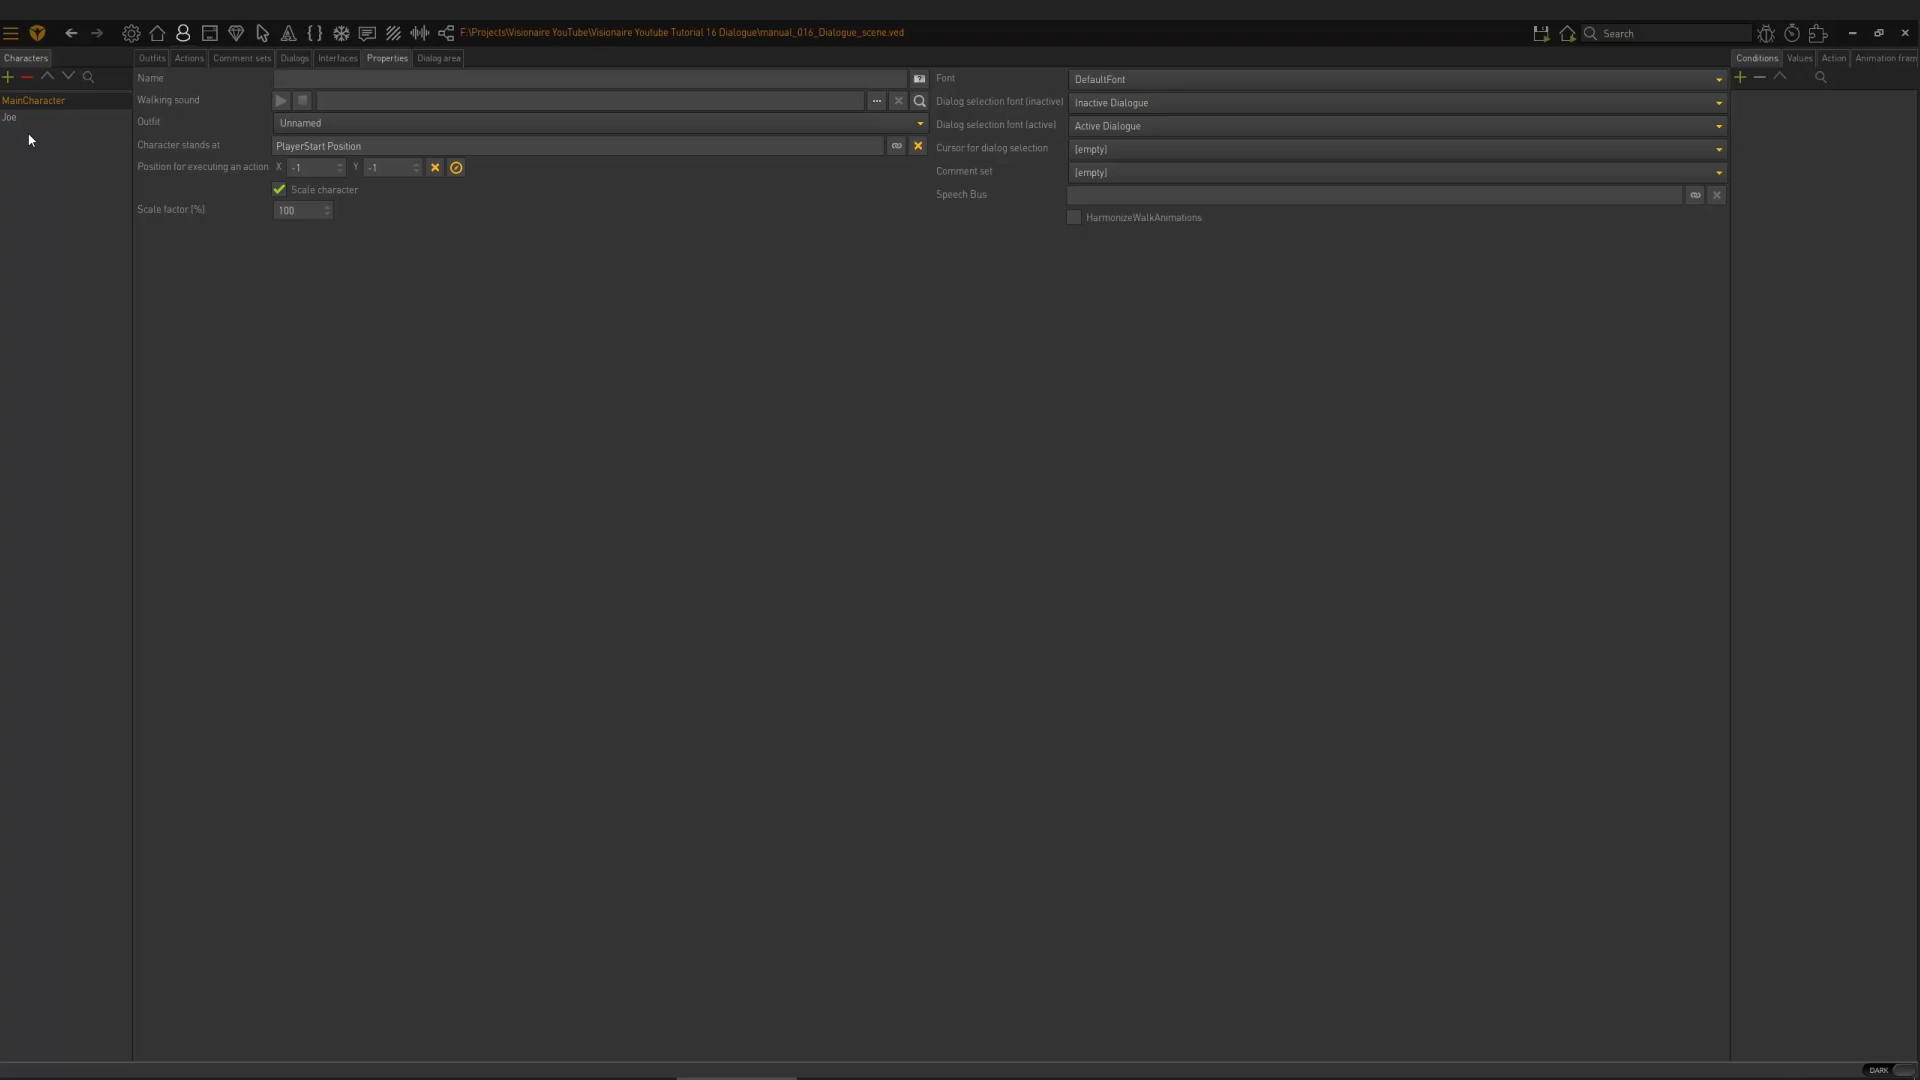 F:\Projects\Visionaire YouTube\Visionaire Youtube Tutorial 16 Dialogue\manual_016_Dialogue_scene.ved
Search
Characters
Outfits
Actions
Comment sets
Dialogs
Interfaces
Properties
Dialog area
Conditions
Values
Action
Animation fram
MainCharacter
Joe
Name
Walking sound
Outfit
Unnamed
Character stands at
PlayerStart Position
Position for executing an action
X
-1
Y
-1
Scale character
Scale factor [%]
100
Font
DefaultFont
Dialog selection font (inactive)
Inactive Dialogue
Dialog selection font (active)
Active Dialogue
Cursor for dialog selection
[empty]
Comment set
[empty]
Speech Bus
HarmonizeWalkAnimations
DARK